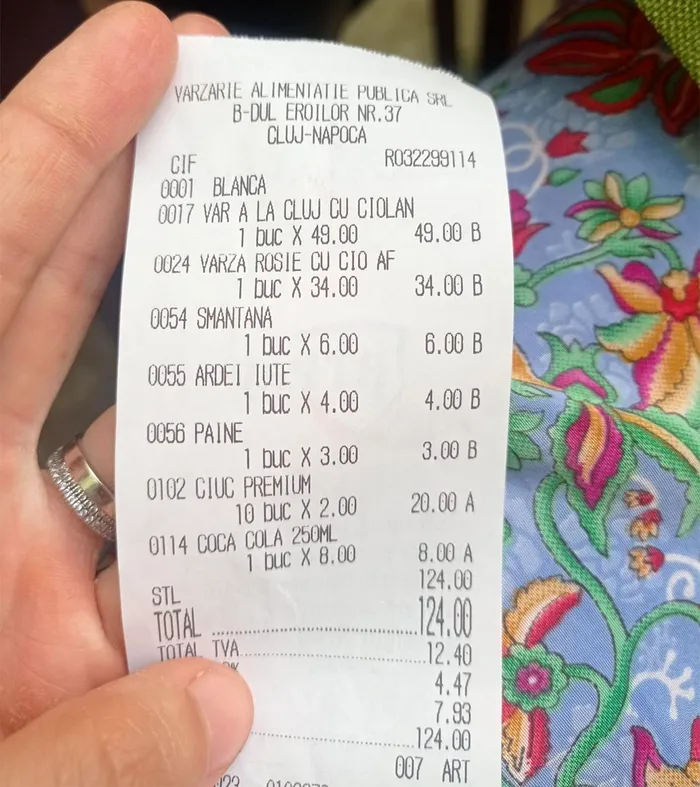 VARZARIE ALIMENTATIE PUBLICA SRL
B-DUL EROILOR NR.37
CLUJ-NAPOCA
CIF RO32299114
0001 BLANCA
0017 VAR A LA CLUJ CU CIOLAN
1 buc X 49.00 49.00 B
0024 VARZA ROSIE CU CIO AF
1 buc X 34.00 34.00 B
0054 SMANTANA
1 buc X 6.00 6.00 B
0055 ARDEI IUTE
1 buc X 4.00 4.00 B
0056 PAINE
1 buc X 3.00 3.00 B
0102 CIUC PREMIUM
10 buc X 2.00 20.00 A
0114 COCA COLA 250ML
1 buc X 8.00 8.00 A
124.00
STL
TOTAL 124.00
TOTAL TVA 12.40
4.47
7.93
124.00
007 ART